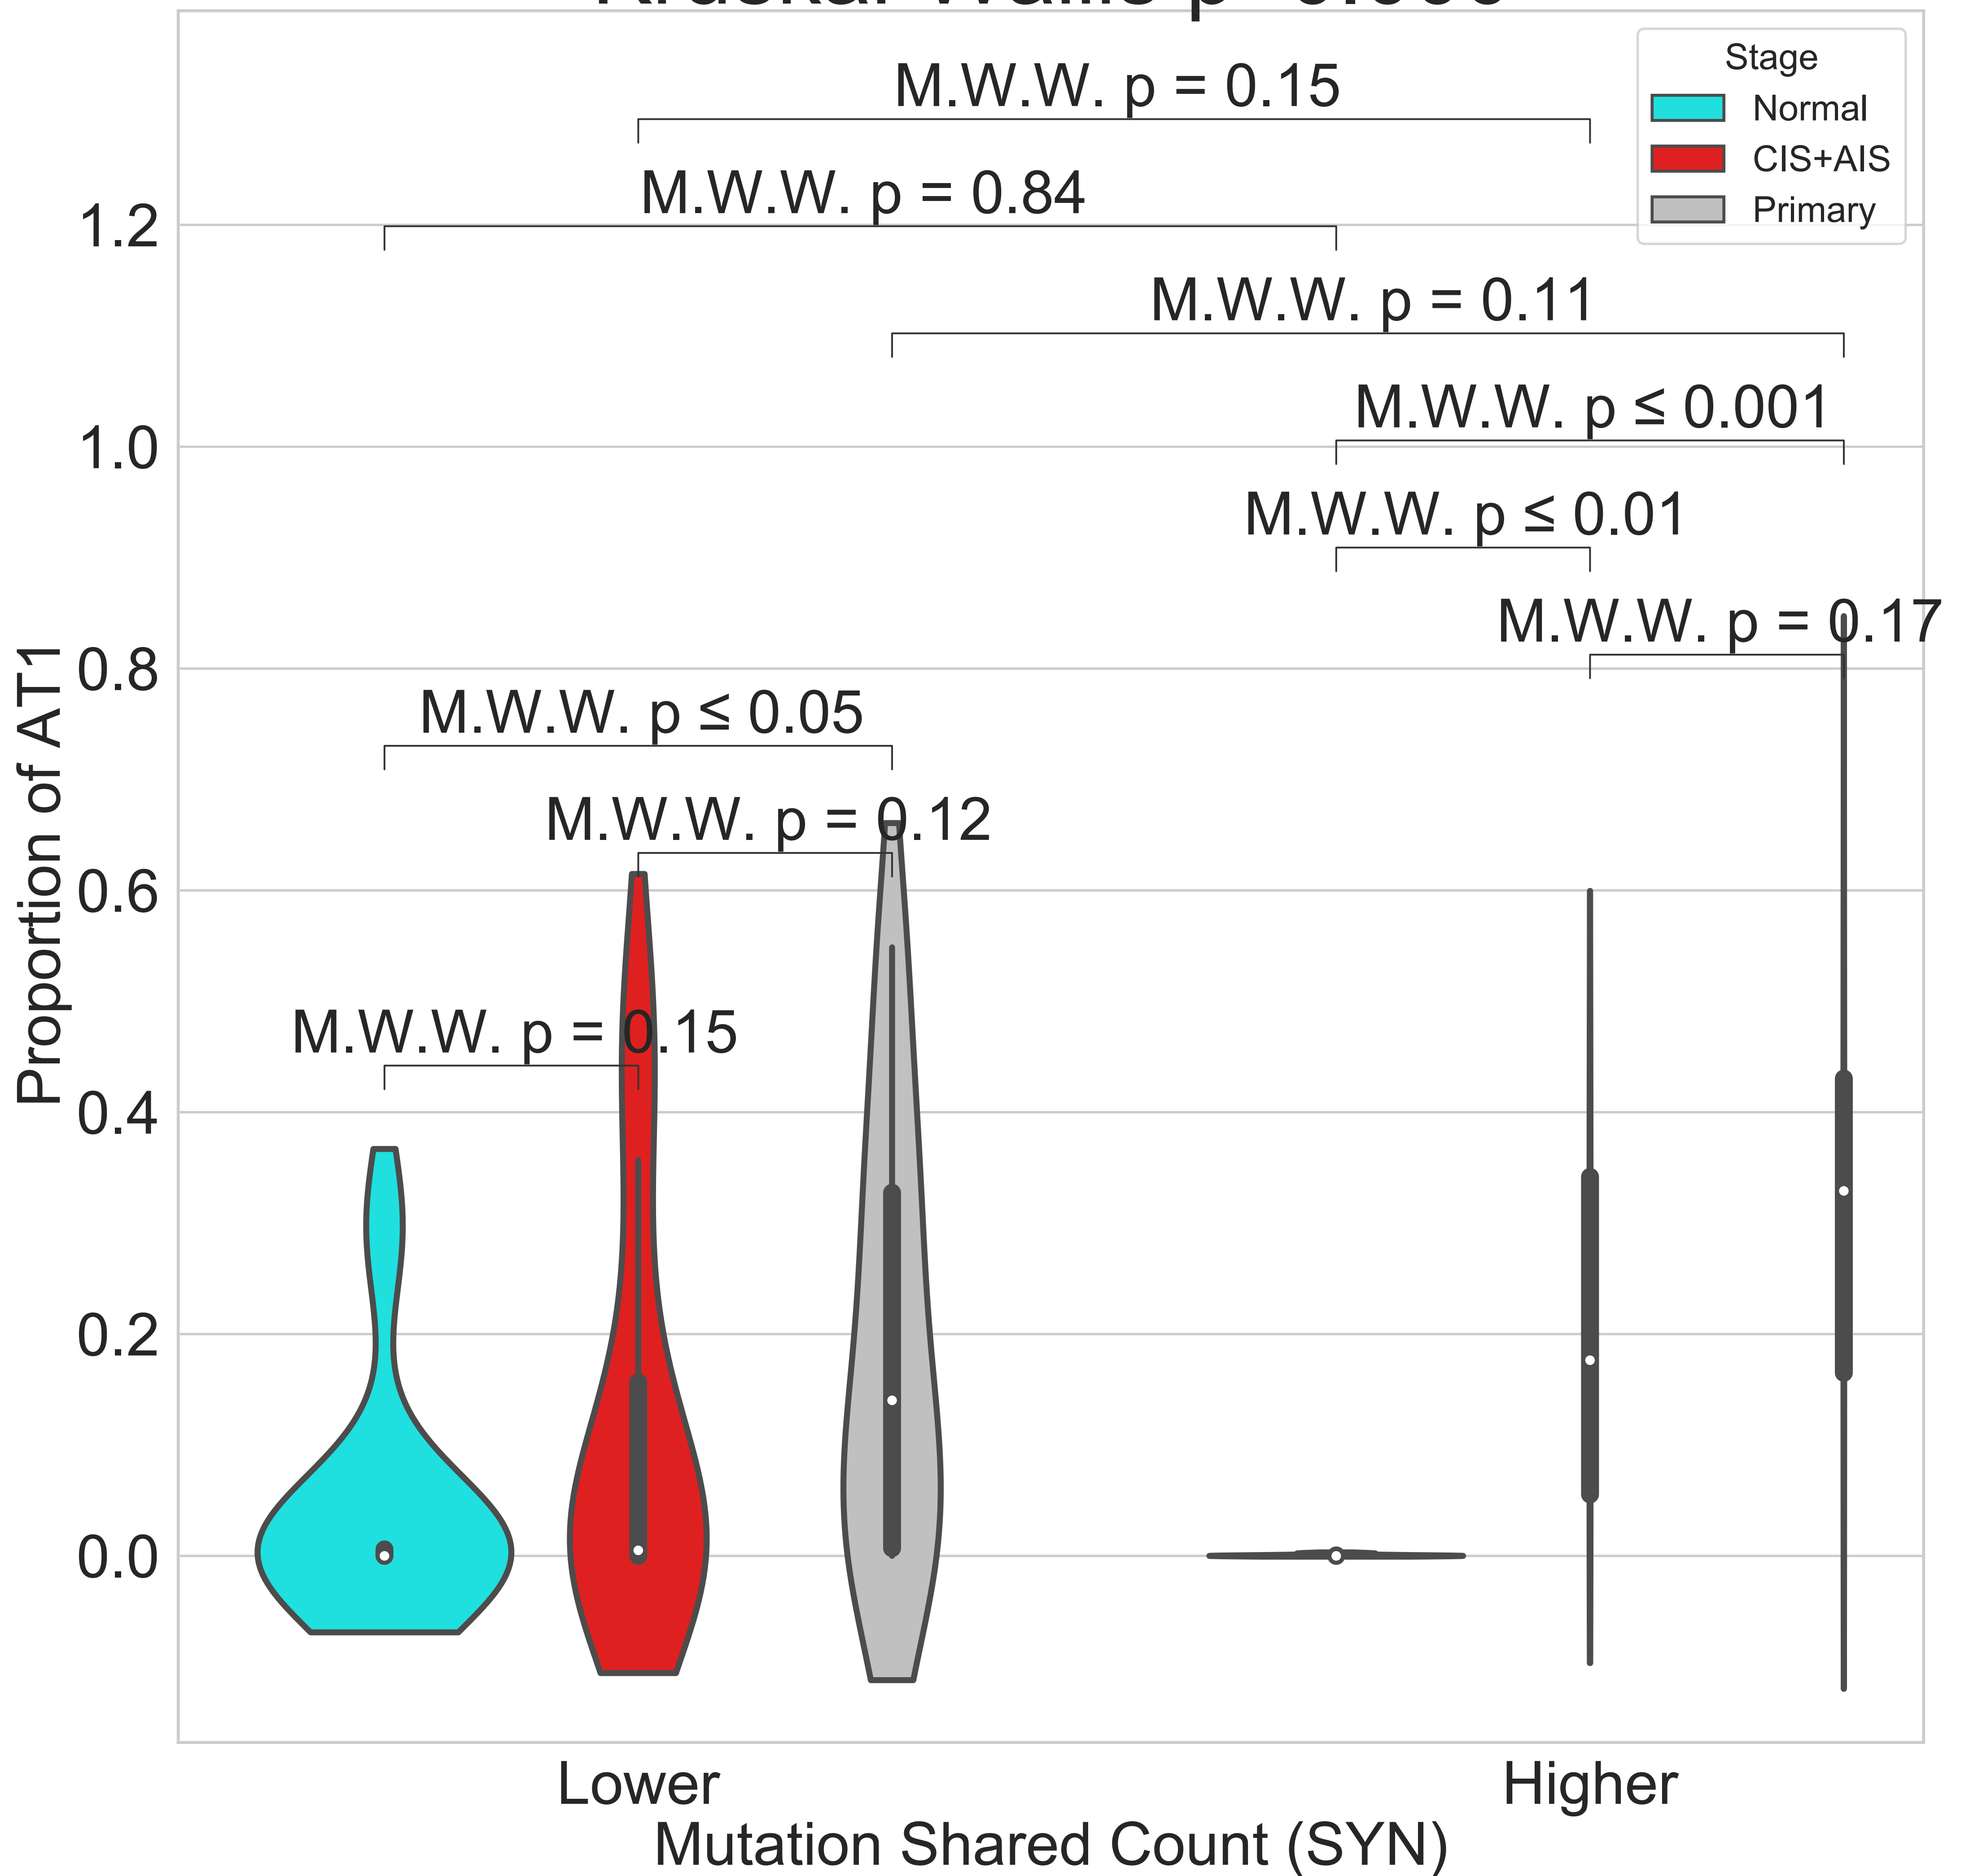 Stage
Normal
CIS+AIS
Primary
M.W.W. p = 0.15
M.W.W. p = 0.84
M.W.W. p = 0.11
M.W.W. p ≤ 0.001
M.W.W. p ≤ 0.01
M.W.W. p = 0.17
M.W.W. p ≤ 0.05
M.W.W. p = 0.12
M.W.W. p = 0.15
1.2
1.0
0.8
0.6
0.4
0.2
0.0
Proportion of AT1
Lower
Higher
Mutation Shared Count (SYN)